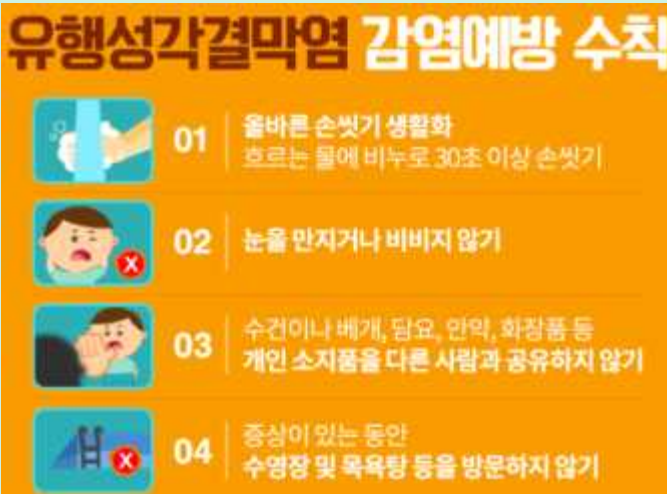 유행성각결막염 감염예방 수칙
01
올바른 손씻기 생활화
흐르는 물에 비누로 30초 이상 손씻기
02
눈을 만지거나 비비지 않기
03
수건이나 베개, 담요, 안약, 화장품 등
개인 소지품을 다른 사람과 공유하지 않기
04
증상이 있는 동안
수영장 및 목욕탕 등을 방문하지 않기